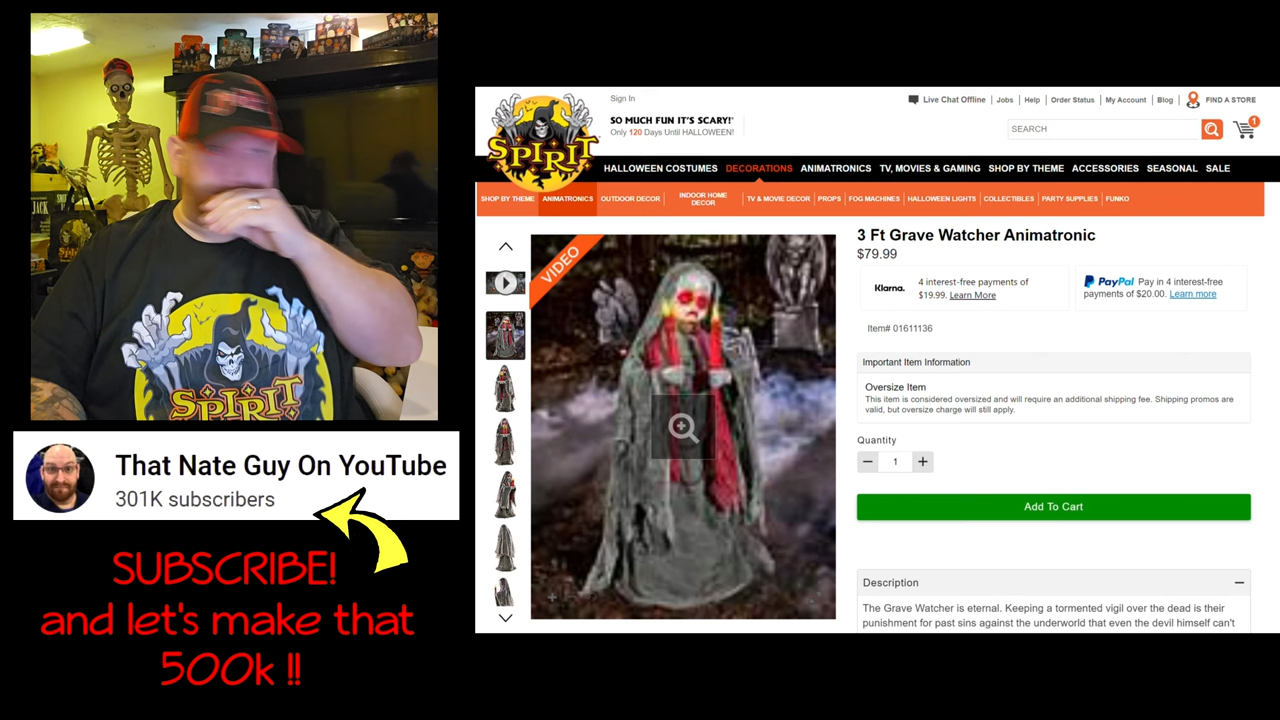 SPIRIT
That Nate Guy On YouTube
301K subscribers
SUBSCRIBE!
and let's make that
500k !!
SPIRIT
Sign In
Live Chat Offline
Jobs
Help
Order Status
My Account
Blog
FIND A STORE
SO MUCH FUN IT'S SCARY!
Only 120 Days Until HALLOWEEN!
SEARCH
1
HALLOWEEN COSTUMES
DECORATIONS
ANIMATRONICS
TV, MOVIES & GAMING
SHOP BY THEME
ACCESSORIES
SEASONAL
SALE
SHOP BY THEME
ANIMATRONICS
OUTDOOR DECOR
INDOOR HOME
DECOR
TV & MOVIE DECOR
PROPS
FOG MACHINES
HALLOWEEN LIGHTS
COLLECTIBLES
PARTY SUPPLIES
FUNKO
VIDEO
3 Ft Grave Watcher Animatronic
$79.99
Klarna.
4 interest-free payments of
$19.99. Learn More
PayPal Pay in 4 interest-free
payments of $20.00. Learn more
Item# 01611136
Important Item Information
Oversize Item
This item is considered oversized and will require an additional shipping fee. Shipping promos are
valid, but oversize charge will still apply.
Quantity
1
Add To Cart
Description
The Grave Watcher is eternal. Keeping a tormented vigil over the dead is their
punishment for past sins against the underworld that even the devil himself can't